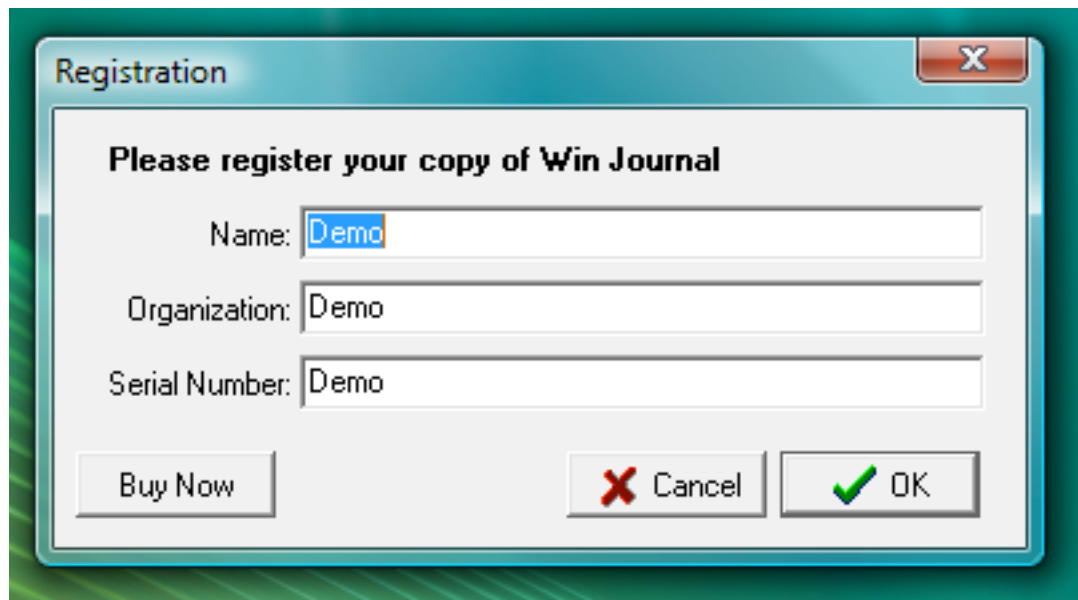 Registration
Please register your copy of Win Journal
Name: Demo
Organization: Demo
Serial Number: Demo
Buy Now Cancel OK